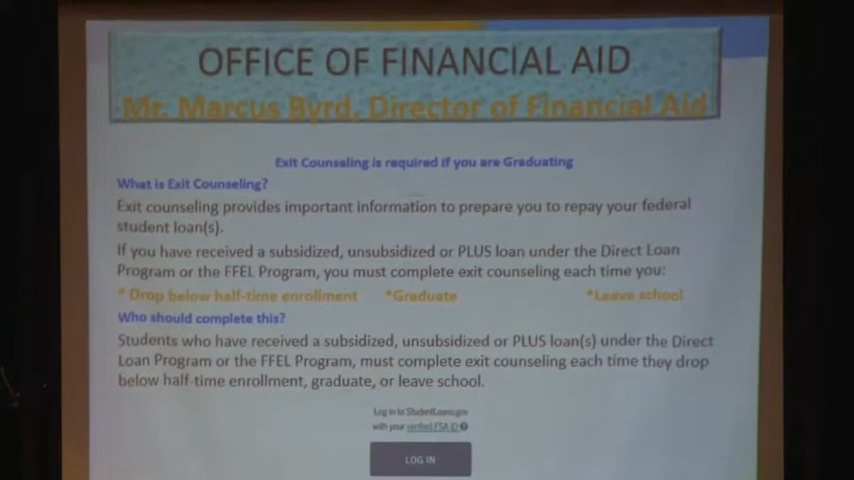 OFFICE OF FINANCIAL AID
Mr. Marcus Byrd, Director of Financial Aid
Exit Counseling is required if you are Graduating
What is Exit Counseling?
Exit counseling provides important information to prepare you to repay your federal
student loan(s).
If you have received a subsidized, unsubsidized or PLUS loan under the Direct Loan
Program or the FFEL Program, you must complete exit counseling each time you:
* Drop below half-time enrollment *Graduate *Leave school
Who should complete this?
Students who have received a subsidized, unsubsidized or PLUS loan(s) under the Direct
Loan Program or the FFEL Program, must complete exit counseling each time they drop
below half-time enrollment, graduate, or leave school.
Log in to StudentLoans.gov
with your verified FSA ID
LOG IN